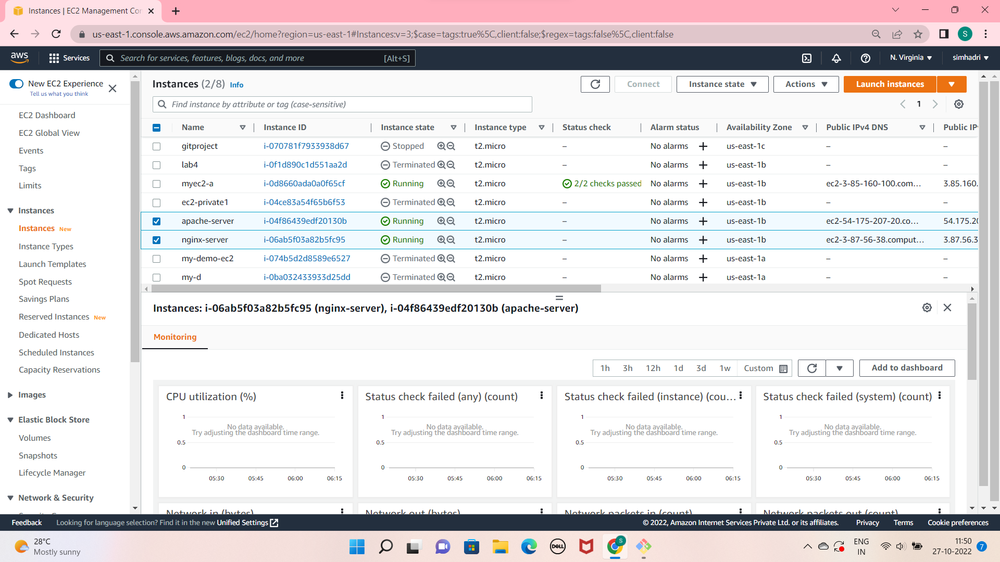 Instances | EC2 Management Con
us-east-1.console.aws.amazon.com/ec2/home?region=us-east-1#Instances:v=3;$case=tags:true%5C,client:false;$regex=tags:false%5C,client:false
S
aws
Services
Search for services, features, blogs, docs, and more
[Alt+S]
N. Virginia
simhadri
New EC2 Experience
Tell us what you think
EC2 Dashboard
EC2 Global View
Events
Tags
Limits
Instances
Instances New
Instance Types
Launch Templates
Spot Requests
Savings Plans
Reserved Instances New
Dedicated Hosts
Scheduled Instances
Capacity Reservations
Images
Elastic Block Store
Volumes
Snapshots
Lifecycle Manager
Network & Security
Instances (2/8) Info
Connect
Instance state
Actions
Launch instances
Find instance by attribute or tag (case-sensitive)
1
Name Instance ID Instance state Instance type Status check Alarm status Availability Zone Public IPv4 DNS Public IP
gitproject i-070781f7933938d67 Stopped t2.micro – No alarms us-east-1c – –
lab4 i-0f1d890c1d551aa2d Terminated t2.micro – No alarms us-east-1b – –
myec2-a i-0d8660ada0a0f65cf Running t2.micro 2/2 checks passed No alarms us-east-1b ec2-3-85-160-100.com... 3.85.160.
ec2-private1 i-04ce83a54f65b6f53 Terminated t2.micro – No alarms us-east-1b – –
apache-server i-04f86439edf20130b Running t2.micro – No alarms us-east-1b ec2-54-175-207-20.co... 54.175.20
nginx-server i-06ab5f03a82b5fc95 Running t2.micro – No alarms us-east-1b ec2-3-87-56-38.comput... 3.87.56.3
my-demo-ec2 i-074b5d2d8589e6527 Terminated t2.micro – No alarms us-east-1a – –
my-d i-0ba032433933d25dd Terminated t2.micro – No alarms us-east-1a – –
Instances: i-06ab5f03a82b5fc95 (nginx-server), i-04f86439edf20130b (apache-server)
Monitoring
1h 3h 12h 1d 3d 1w Custom
Add to dashboard
CPU utilization (%)
1
No data available.
Try adjusting the dashboard time range.
0.5
0
05:30 05:45 06:00 06:15
Status check failed (any) (count)
1
No data available.
Try adjusting the dashboard time range.
0.5
0
05:30 05:45 06:00 06:15
Status check failed (instance) (cou...
1
No data available.
Try adjusting the dashboard time range.
0.5
0
05:30 05:45 06:00 06:15
Status check failed (system) (count)
1
No data available.
Try adjusting the dashboard time range.
0.5
0
05:30 05:45 06:00 06:15
Network in (bytes)
Network out (bytes)
Network packets in (count)
Network packets out (count)
Feedback
Looking for language selection? Find it in the new Unified Settings
© 2022, Amazon Internet Services Private Ltd. or its affiliates.
Privacy
Terms
Cookie preferences
28°C
Mostly sunny
DELL
S
ENG
IN
11:50
27-10-2022
7